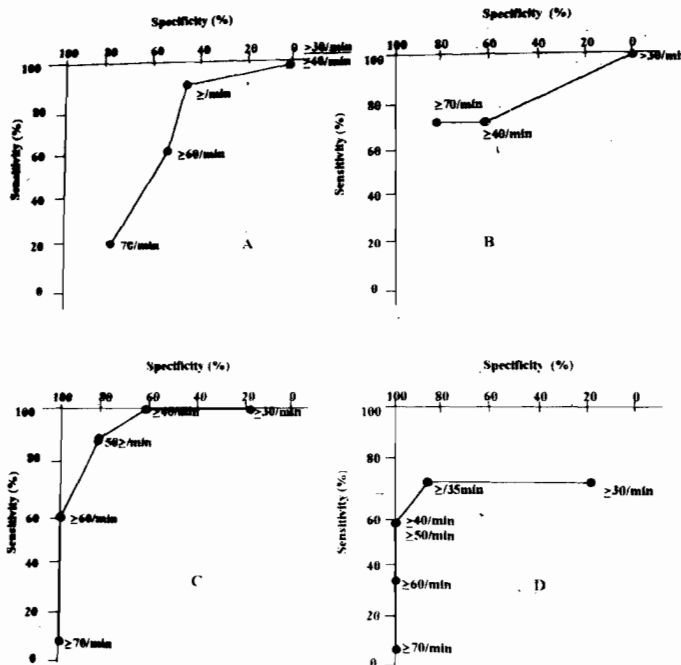 Specificity (%)
100 80 60 40 20 0
≥30/min
≥40/min
≥/min
≥60/min
70/min
A
Sensitivity (%)
100
80
60
40
20
0
Specificity (%)
100 80 60 40 20 0
≥30/min
≥70/min
≥40/min
B
Sensitivity (%)
100
80
60
40
20
0
Specificity (%)
100 80 60 40 20 0
≥40/min
≥30/min
50≥/min
≥60/min
≥70/min
C
Sensitivity (%)
100
80
60
40
20
0
Specificity (%)
100 80 60 40 20 0
≥/35min
≥30/min
≥40/min
≥50/min
≥60/min
≥70/min
D
Sensitivity (%)
100
80
60
40
20
0